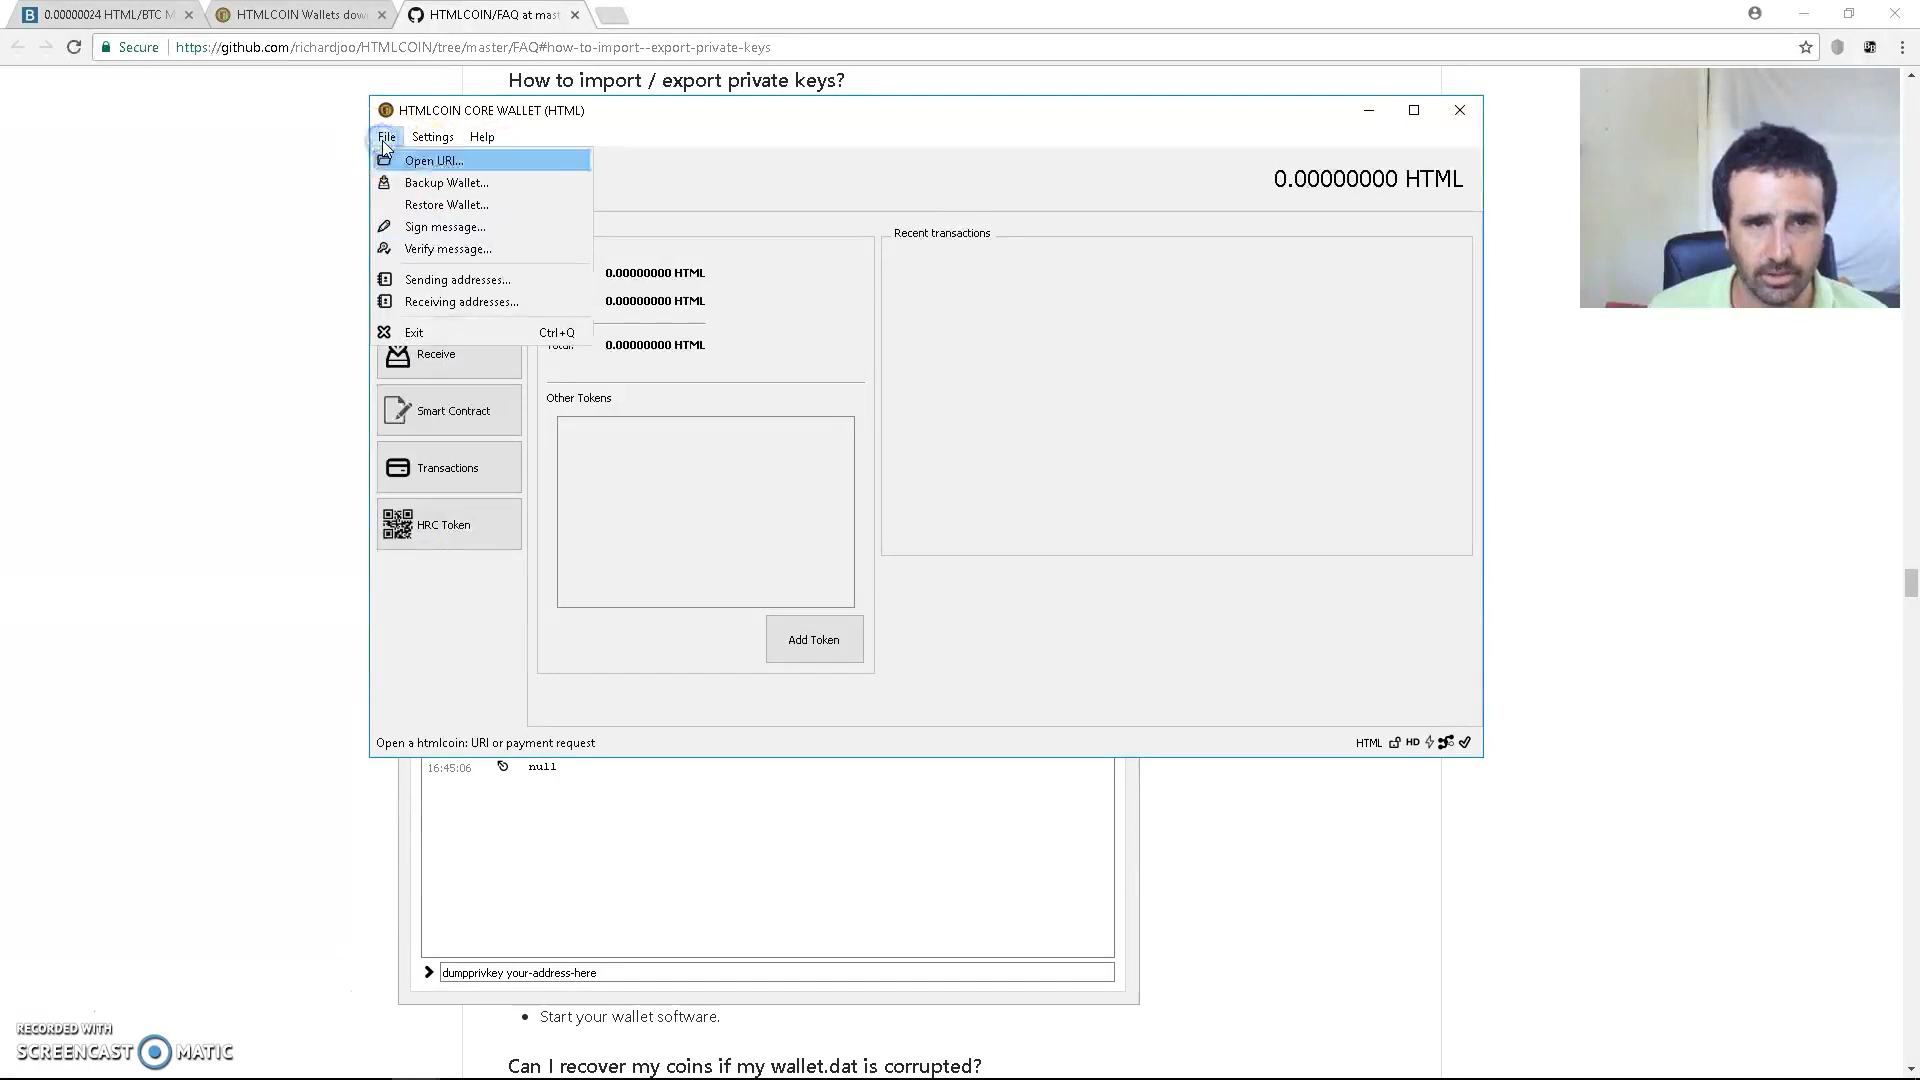 0.00000024 HTML/BTC M
HTMLCOIN Wallets dow
HTMLCOIN/FAQ at mast
Secure
https://github.com/richardjoo/HTMLCOIN/tree/master/FAQ#how-to-import--export-private-keys
How to import / export private keys?
HTMLCOIN CORE WALLET (HTML)
File Settings Help
Open URI...
Backup Wallet...
Restore Wallet...
Sign message...
Verify message...
Sending addresses...
Receiving addresses...
Exit Ctrl+Q
Receive
Smart Contract
Transactions
HRC Token
0.00000000 HTML
Recent transactions
0.00000000 HTML
0.00000000 HTML
Total: 0.00000000 HTML
Other Tokens
Add Token
Open a htmlcoin: URI or payment request
HTML HD
16:45:06 null
dumpprivkey your-address-here
Start your wallet software.
Can I recover my coins if my wallet.dat is corrupted?
RECORDED WITH
SCREENCAST MATIC